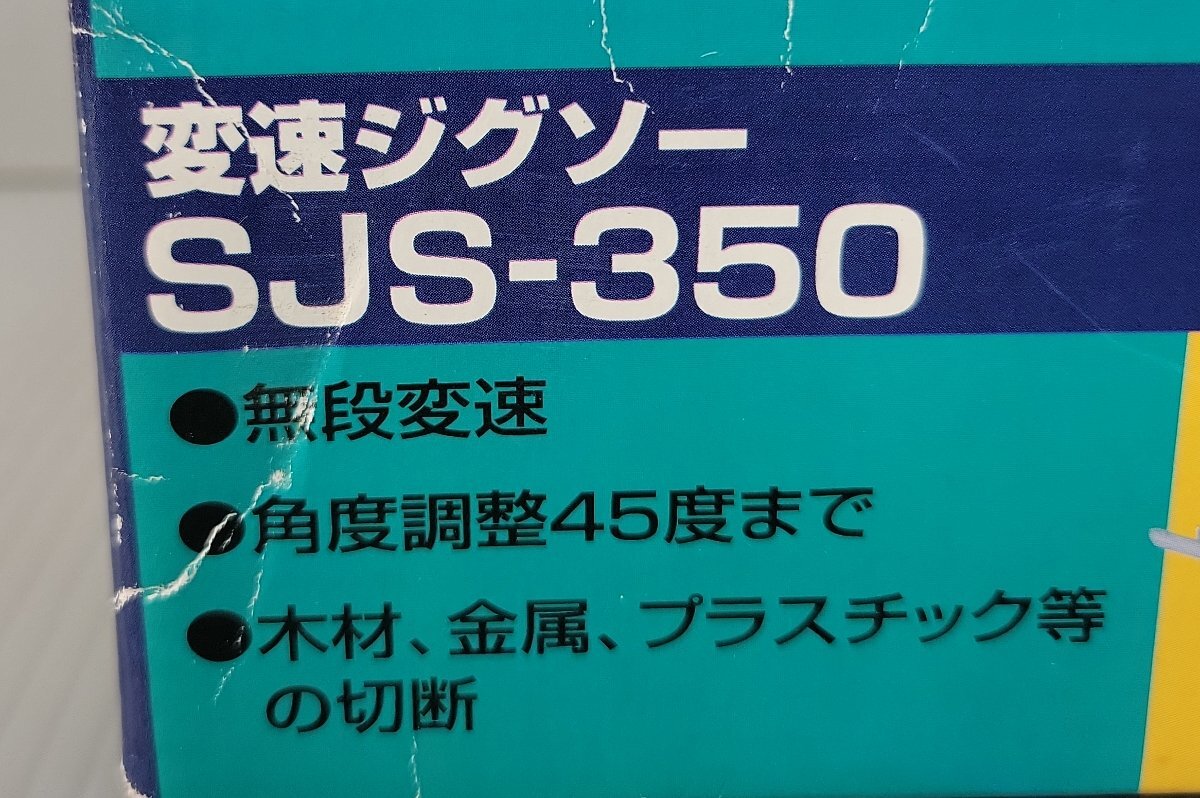 変速ジグソー
SJS-350
●無段変速
●角度調整45度まで
●木材、金属、プラスチック等
の切断